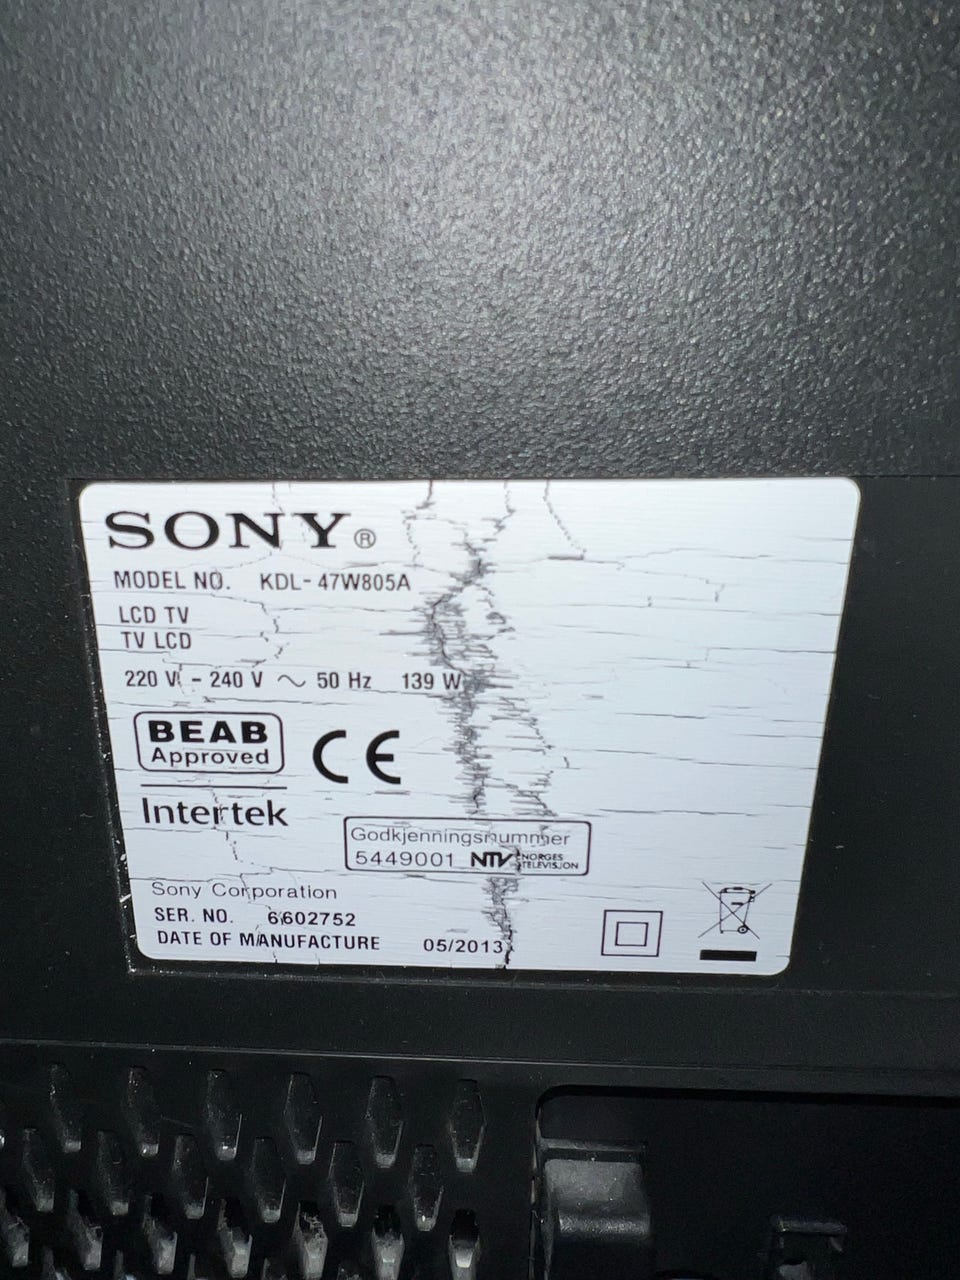 SONY®
MODEL NO. KDL-47W805A
LCD TV
TV LCD
220 V - 240 V ~ 50 Hz 139 W
BEAB
Approved
CE
Intertek
Godkjenningsnummer
5449001 NTV NORGES TELEVISJON
Sony Corporation
SER. NO. 6602752
DATE OF MANUFACTURE 05/2013